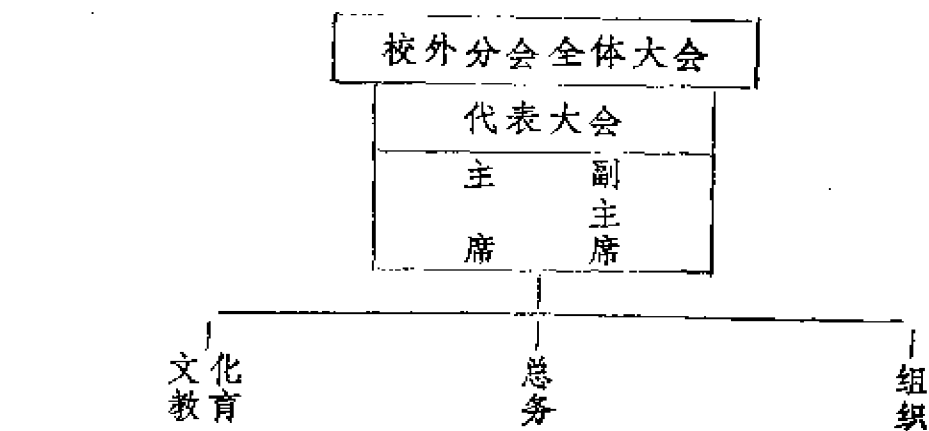 校外分会全体大会
代表大会
主席
副主席
文化
教育
总务
组织